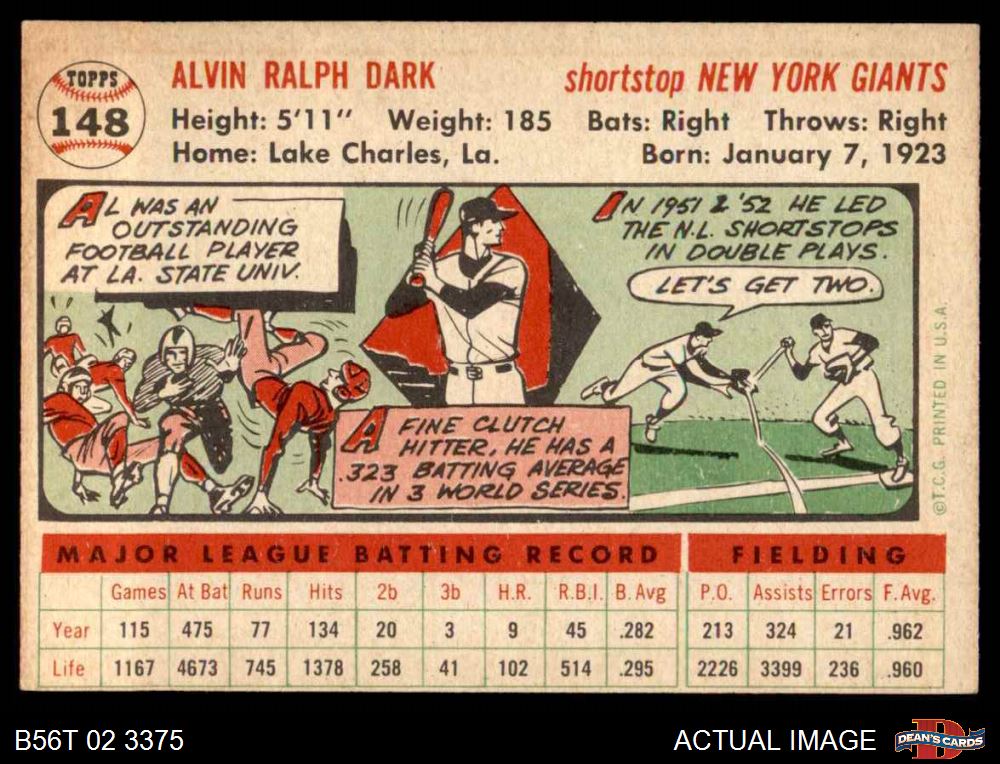 TOPPS
148
ALVIN RALPH DARK
shortstop NEW YORK GIANTS
Height: 5'11" Weight: 185 Bats: Right Throws: Right
Home: Lake Charles, La. Born: January 7, 1923
AL WAS AN
OUTSTANDING
FOOTBALL PLAYER
AT LA. STATE UNIV.
IN 1951 & '52 HE LED
THE N.L. SHORTSTOPS
IN DOUBLE PLAYS.
LET'S GET TWO.
A FINE CLUTCH
HITTER, HE HAS A
.323 BATTING AVERAGE
IN 3 WORLD SERIES.
©T.C.G. PRINTED IN U.S.A.
MAJOR LEAGUE BATTING RECORD FIELDING
Games At Bat Runs Hits 2b 3b H.R. R.B.I. B. Avg P.O. Assists Errors F. Avg.
Year 115 475 77 134 20 3 9 45 .282 213 324 21 .962
Life 1167 4673 745 1378 258 41 102 514 .295 2226 3399 236 .960
B56T 02 3375
ACTUAL IMAGE
DEAN'S CARDS